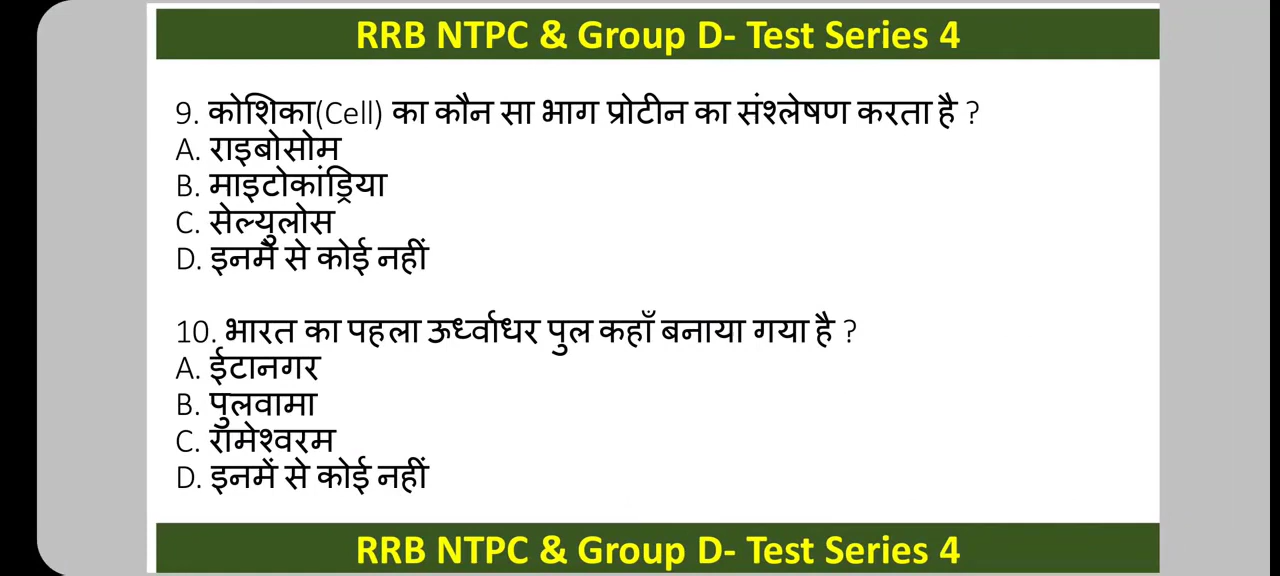 RRB NTPC & Group D- Test Series 4
9. कोशिका(Cell) का कौन सा भाग प्रोटीन का संश्लेषण करता है ?
A. राइबोसोम
B. माइटोकांड्रिया
C. सेल्युलोस
D. इनमें से कोई नहीं
10. भारत का पहला ऊर्ध्वाधर पुल कहाँ बनाया गया है ?
A. ईटानगर
B. पुलवामा
C. रामेश्वरम
D. इनमें से कोई नहीं
RRB NTPC & Group D- Test Series 4